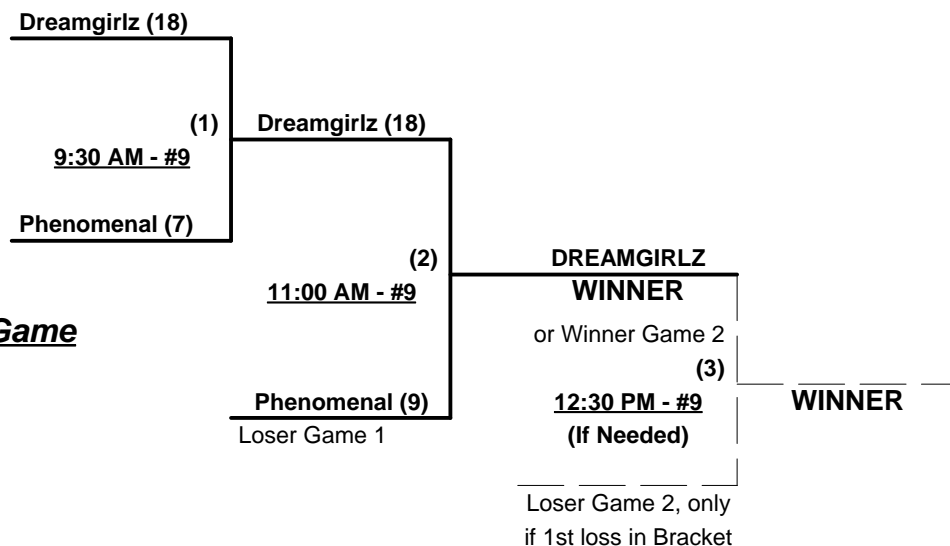 Dreamgirlz (18)
(1)
Dreamgirlz (18)
9:30 AM - #9
Phenomenal (7)
(2)
DREAMGIRLZ
11:00 AM - #9
WINNER
Game
or Winner Game 2
(3)
Phenomenal (9)
12:30 PM - #9
WINNER
Loser Game 1
(If Needed)
Loser Game 2, only
if 1st loss in Bracket